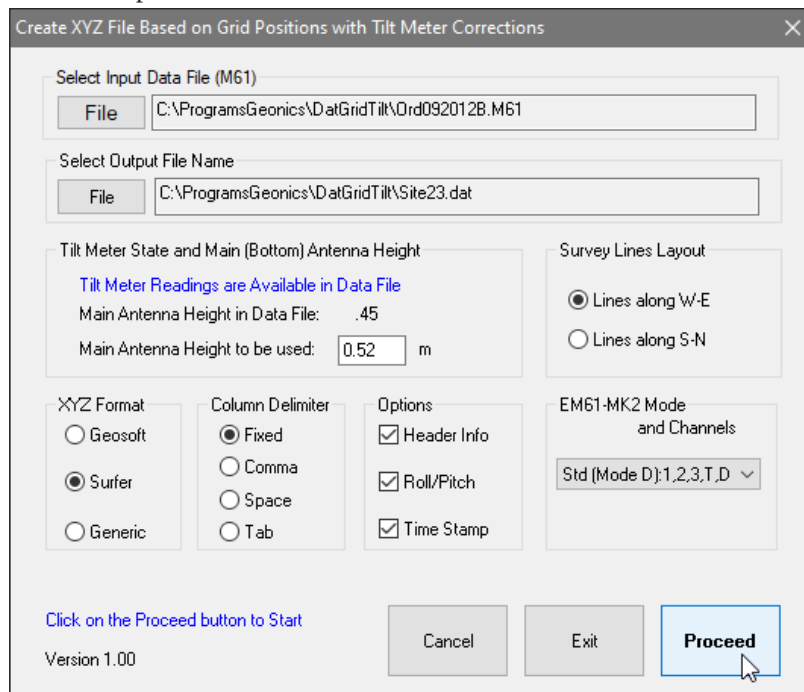 Create XYZ File Based on Grid Positions with Tilt Meter Corrections
Select Input Data File (M61)
File C:\ProgramsGeonics\DatGridTilt\Ord092012B.M61
Select Output File Name
File C:\ProgramsGeonics\DatGridTilt\Site23.dat
Tilt Meter State and Main (Bottom) Antenna Height
Tilt Meter Readings are Available in Data File
Main Antenna Height in Data File: .45
Main Antenna Height to be used: 0.52 m
Survey Lines Layout
Lines along W-E
Lines along S-N
XYZ Format
Geosoft
Surfer
Generic
Column Delimiter
Fixed
Comma
Space
Tab
Options
Header Info
Roll/Pitch
Time Stamp
EM61-MK2 Mode
and Channels
Std (Mode D):1,2,3,T,D
Click on the Proceed button to Start
Version 1.00
Cancel
Exit
Proceed